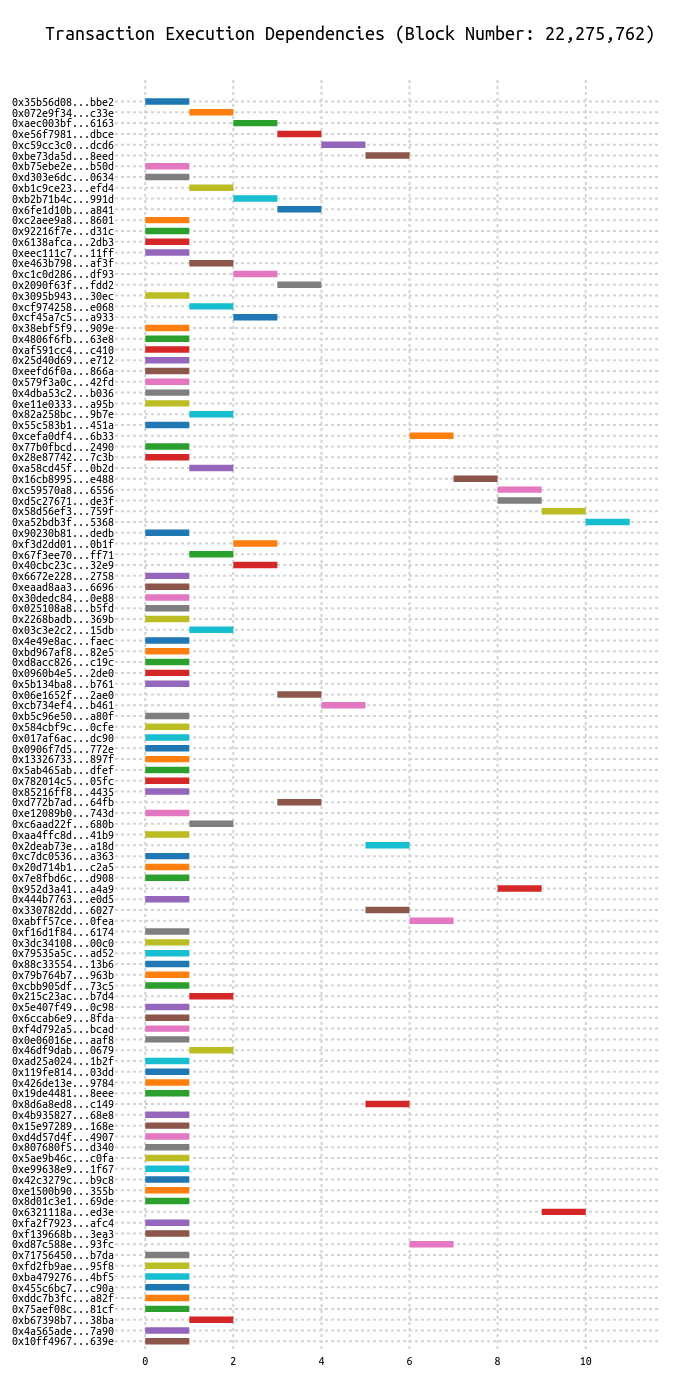 Transaction Execution Dependencies (Block Number: 22,275,762)
0x35b56d08...bbe2
0x072e9f34...c33e
0xaec003bf...6163
0xe56f7981...dbce
0xc59cc3c0...dcd6
0xbe73da5d...8eed
0xb75ebe2e...b50d
0xd303e6dc...0634
0xb1c9ce23...efd4
0xb2b71b4c...991d
0x6fe1d10b...a841
0xc2aee9a8...8601
0x92216f7e...d31c
0x6138afca...2db3
0xeec111c7...11ff
0xe463b798...af3f
0xc1c0d286...df93
0x2090f63f...fdd2
0x3095b943...30ec
0xcf974258...e068
0xcf45a7c5...a933
0x38ebf5f9...909e
0x4806f6fb...63e8
0xaf591cc4...c410
0x25d40d69...e712
0xeefd6f0a...866a
0x579f3a0c...42fd
0x4dba53c2...b036
0xe11e0333...a95b
0x82a258bc...9b7e
0x55c583b1...451a
0xcefa0df4...6b33
0x77b0fbcd...2490
0x28e87742...7c3b
0xa58cd45f...0b2d
0x16cb8995...e488
0xc59570a8...6556
0xd5c27671...de3f
0x58d56ef3...759f
0xa52bdb3f...5368
0x90230b81...dedb
0xf3d2dd01...0b1f
0x67f3ee70...ff71
0x40cbc23c...32e9
0x6672e228...2758
0xeaad8aa3...6696
0x30dedc84...0e88
0x025108a8...b5fd
0x2268badb...369b
0x03c3e2c2...15db
0x4e49e8ac...faec
0xbd967af8...82e5
0xd8acc826...c19c
0x0960b4e5...2de0
0x5b134ba8...b761
0x06e1652f...2ae0
0xcb734ef4...b461
0xb5c96e50...a80f
0x584cbf9c...0cfe
0x017af6ac...dc90
0x0906f7d5...772e
0x13326733...897f
0x5ab465ab...dfef
0x782014c5...05fc
0x85216ff8...4435
0xd772b7ad...64fb
0xe12089b0...743d
0xc6aad22f...680b
0xaa4ffc8d...41b9
0x2deab73e...a18d
0xc7dc0536...a363
0x20d714b1...c2a5
0x7e8fbd6c...d908
0x952d3a41...a4a9
0x444b7763...e0d5
0x330782dd...6027
0xabff57ce...0fea
0xf16d1f84...6174
0x3dc34108...00c0
0x79535a5c...ad52
0x88c33554...13b6
0x79b764b7...963b
0xcbb905df...73c5
0x215c23ac...b7d4
0x5e407f49...0c98
0x6ccab6e9...8fda
0xf4d792a5...bcad
0x0e06016e...aaf8
0x46df9dab...0679
0xad25a024...1b2f
0x119fe814...03dd
0x426de13e...9784
0x19de4481...8eee
0x8d6a8ed8...c149
0x4b935827...68e8
0x15e97289...168e
0xd4d57d4f...4907
0x807680f5...d340
0x5ae9b46c...c0fa
0xe99638e9...1f67
0x42c3279c...b9c8
0xe1500b90...355b
0x8d01c3e1...69de
0x6321118a...ed3e
0xfa2f7923...afc4
0xf139668b...3ea3
0xd87c588e...93fc
0x71756450...b7da
0xfd2fb9ae...95f8
0xba479276...4bf5
0x455c6bc7...c90a
0xddc7b3fc...a82f
0x75aef08c...81cf
0xb67398b7...38ba
0x4a565ade...7a90
0x10ff4967...639e
0 2 4 6 8 10